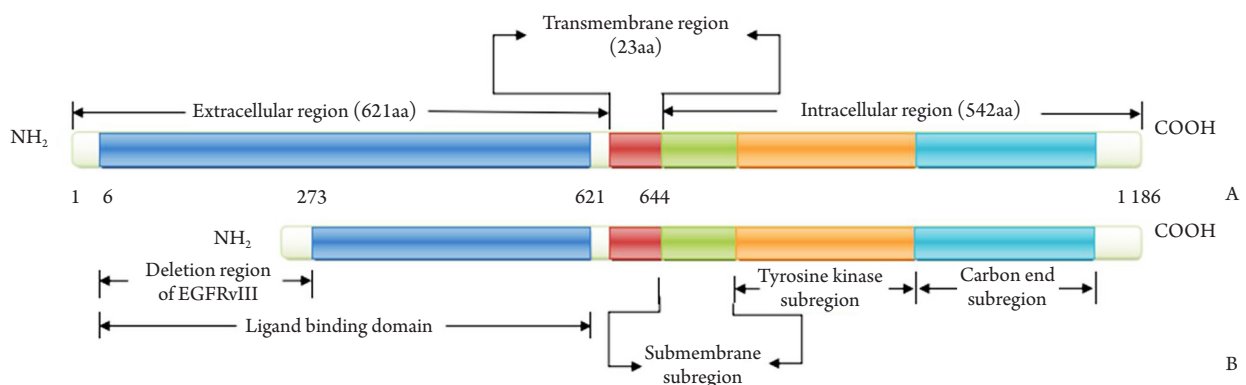 Transmembrane region
(23aa)
Extracellular region (621aa)
Intracellular region (542aa)
NH₂
COOH
1 6 273 621 644 1 186 A
NH₂
COOH
Deletion region
of EGFRvIII
Tyrosine kinase
subregion
Carbon end
subregion
Ligand binding domain
Submembrane
subregion
B